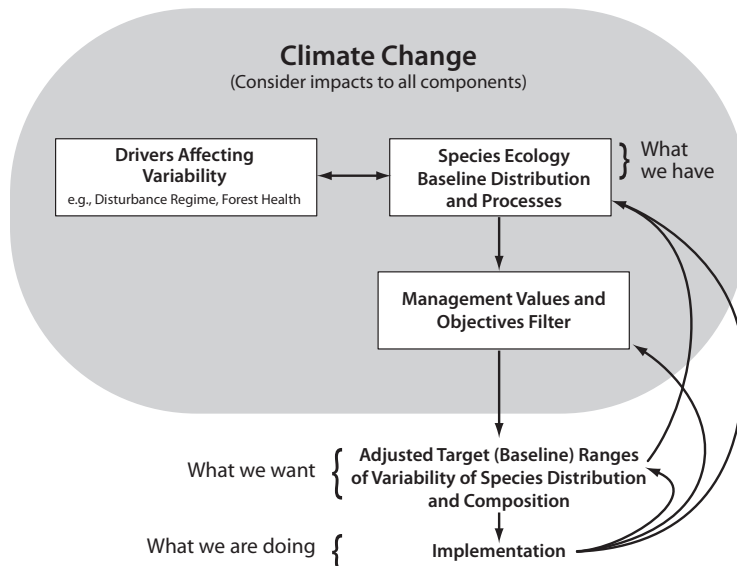 Climate Change
(Consider impacts to all components)
Drivers Affecting
Variability
e.g., Disturbance Regime, Forest Health
Species Ecology
Baseline Distribution
and Processes
What
we have
Management Values and
Objectives Filter
What we want
Adjusted Target (Baseline) Ranges
of Variability of Species Distribution
and Composition
What we are doing
Implementation